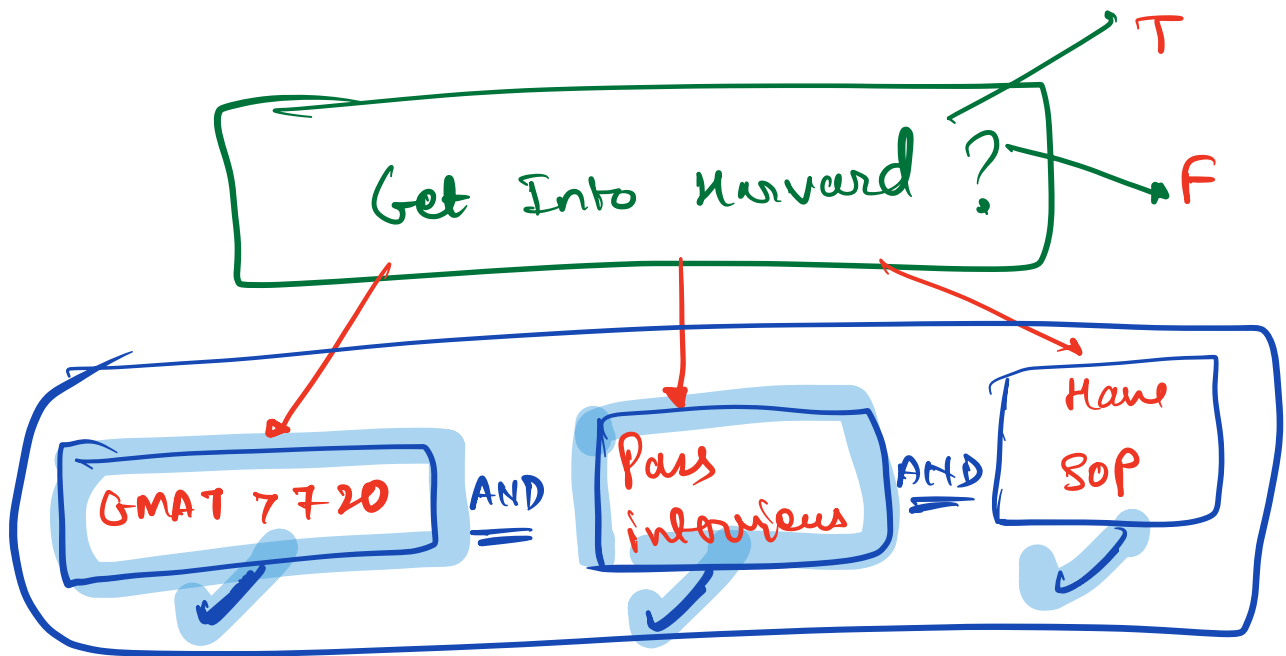 T
Get Into Harvard ?
F
GMAT > 720
AND
Pass
interviews
AND
Have
SOP